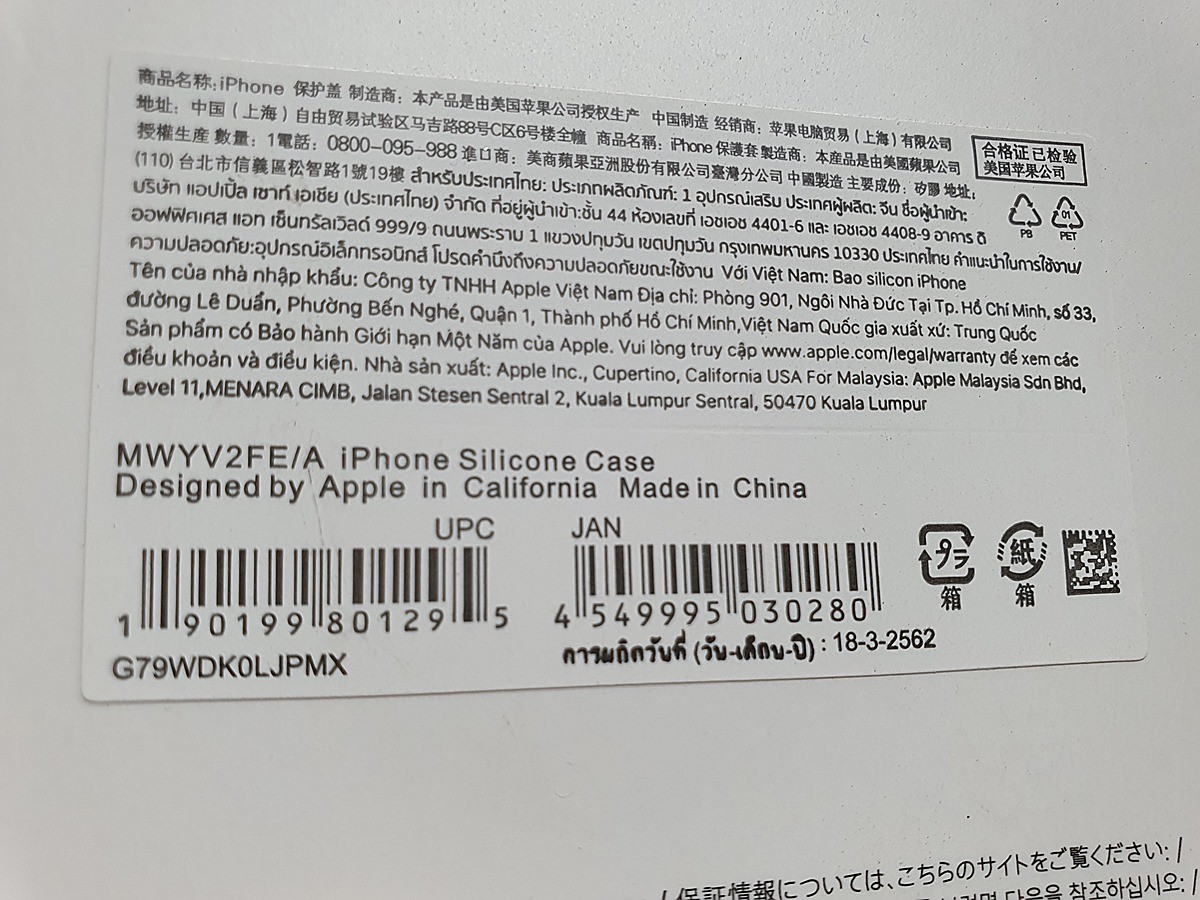 商品名称: iPhone 保护盖 制造商: 本产品是由美国苹果公司授权生产 中国制造 经销商: 苹果电脑贸易(上海)有限公司
地址: 中国(上海)自由贸易试验区马吉路88号C区6号楼全幢 商品名稱: iPhone 保護套 製造商: 本產品是由美國蘋果公司
授權生產 數量: 1 電話: 0800-095-988 進口商: 美商蘋果亞洲股份有限公司臺灣分公司 中國製造 主要成份: 矽膠 地址:
(110) 台北市信義區松智路1號19樓 สำหรับประเทศไทย: ประเภทผลิตภัณฑ์: 1 อุปกรณ์เสริม ประเทศผู้ผลิต: จีน ชื่อผู้นำเข้า:
บริษัท แอปเปิ้ล เซาท์ เอเชีย (ประเทศไทย) จำกัด ที่อยู่ผู้นำเข้า:ชั้น 44 ห้องเลขที่ เอชเอช 4401-6 และ เอชเอช 4408-9 อาคาร ดิ
ออฟฟิศเศส แอท เซ็นทรัลเวิลด์ 999/9 ถนนพระราม 1 แขวงปทุมวัน เขตปทุมวัน กรุงเทพมหานคร 10330 ประเทศไทย คำแนะนำในการใช้งาน/
ความปลอดภัย:อุปกรณ์อิเล็กทรอนิกส์ โปรดคำนึงถึงความปลอดภัยขณะใช้งาน Với Việt Nam: Bao silicon iPhone
Tên của nhà nhập khẩu: Công ty TNHH Apple Việt Nam Địa chỉ: Phòng 901, Ngôi Nhà Đức Tại Tp. Hồ Chí Minh, số 33,
đường Lê Duẩn, Phường Bến Nghé, Quận 1, Thành phố Hồ Chí Minh,Việt Nam Quốc gia xuất xứ: Trung Quốc
Sản phẩm có Bảo hành Giới hạn Một Năm của Apple. Vui lòng truy cập www.apple.com/legal/warranty để xem các
điều khoản và điều kiện. Nhà sản xuất: Apple Inc., Cupertino, California USA For Malaysia: Apple Malaysia Sdn Bhd,
Level 11,MENARA CIMB, Jalan Stesen Sentral 2, Kuala Lumpur Sentral, 50470 Kuala Lumpur
合格证 已检验
美国苹果公司
01
PB PET
MWYV2FE/A iPhone Silicone Case
Designed by Apple in California Made in China
UPC JAN
1 90199 80129 5
4 549995 030280
プラ 紙
箱 箱
G79WDK0LJPMX
(วัน-เดือน-ปี) : 18-3-2562
/ 保証情報については、こちらのサイトをご覧ください: /
다음을 참조하십시오: /